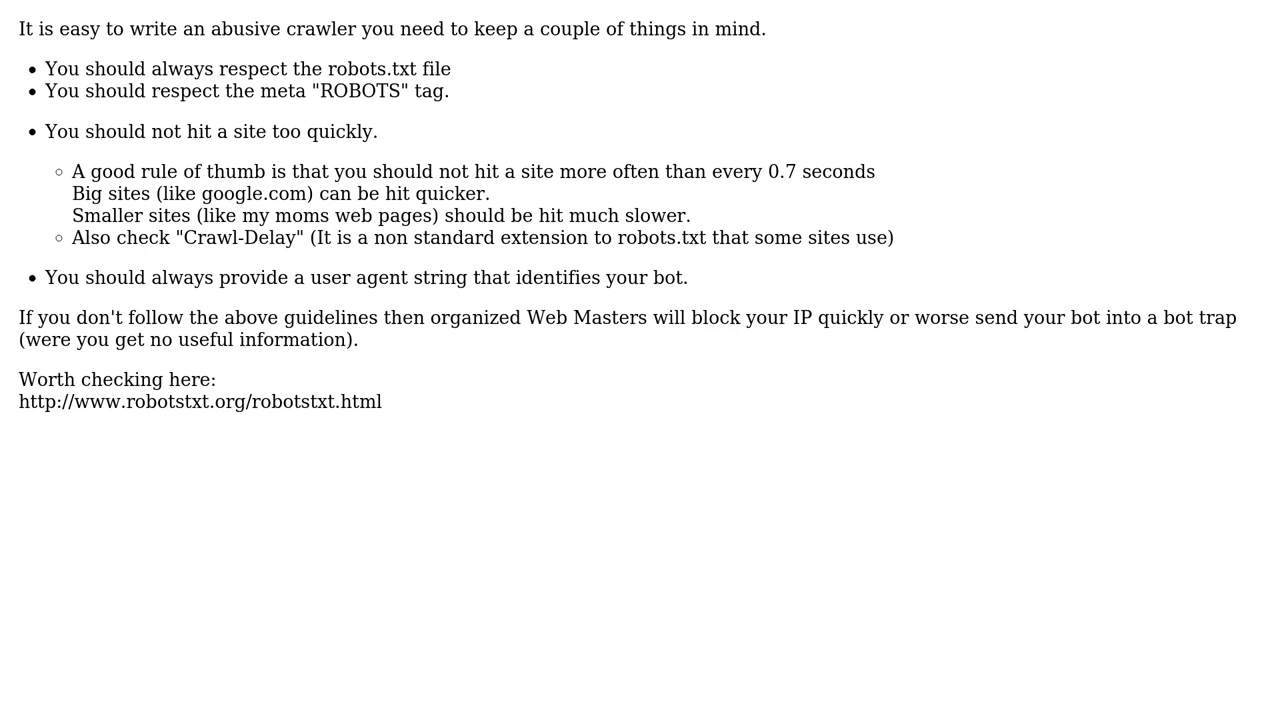 It is easy to write an abusive crawler you need to keep a couple of things in mind.
• You should always respect the robots.txt file
• You should respect the meta "ROBOTS" tag.
• You should not hit a site too quickly.
◦ A good rule of thumb is that you should not hit a site more often than every 0.7 seconds
Big sites (like google.com) can be hit quicker.
Smaller sites (like my moms web pages) should be hit much slower.
◦ Also check "Crawl-Delay" (It is a non standard extension to robots.txt that some sites use)
• You should always provide a user agent string that identifies your bot.
If you don't follow the above guidelines then organized Web Masters will block your IP quickly or worse send your bot into a bot trap
(were you get no useful information).
Worth checking here:
http://www.robotstxt.org/robotstxt.html